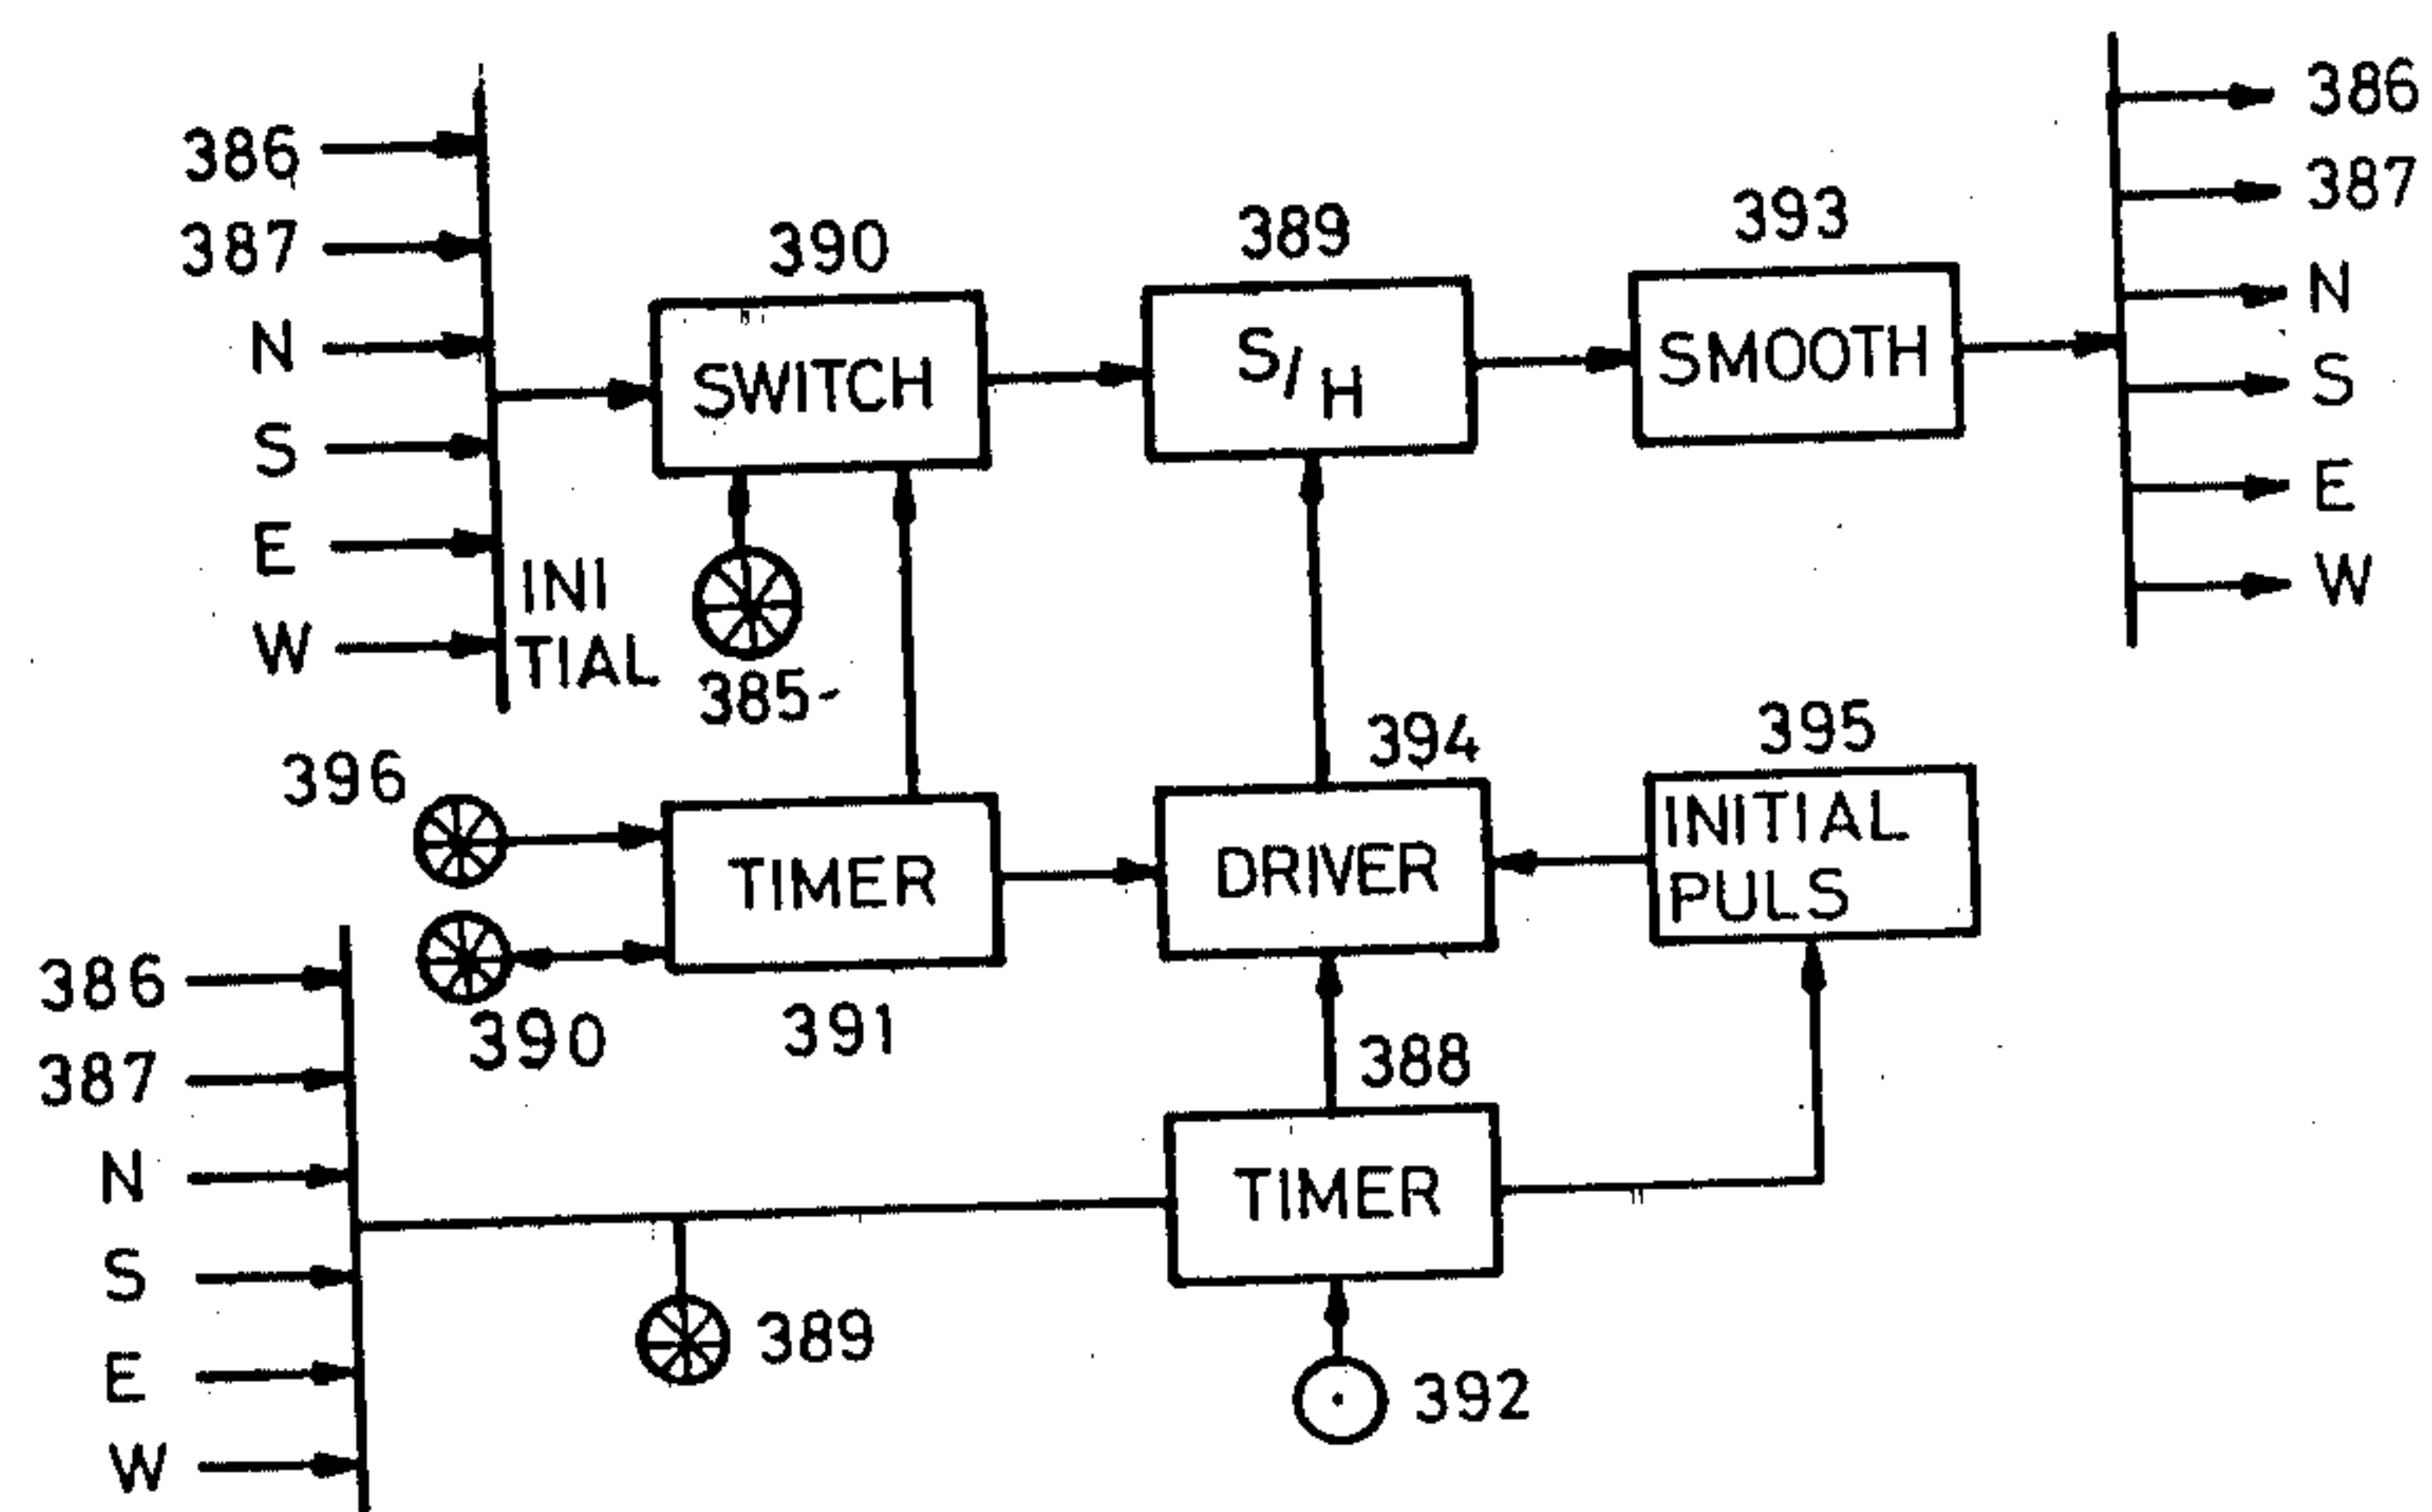 386
387
N
S
E
W
INI
TIAL
390
SWITCH
385
389
S/H
393
SMOOTH
386
387
N
S
E
W
396
390
TIMER
391
394
DRIVER
395
INITIAL
PULS
386
387
N
S
E
W
389
388
TIMER
392